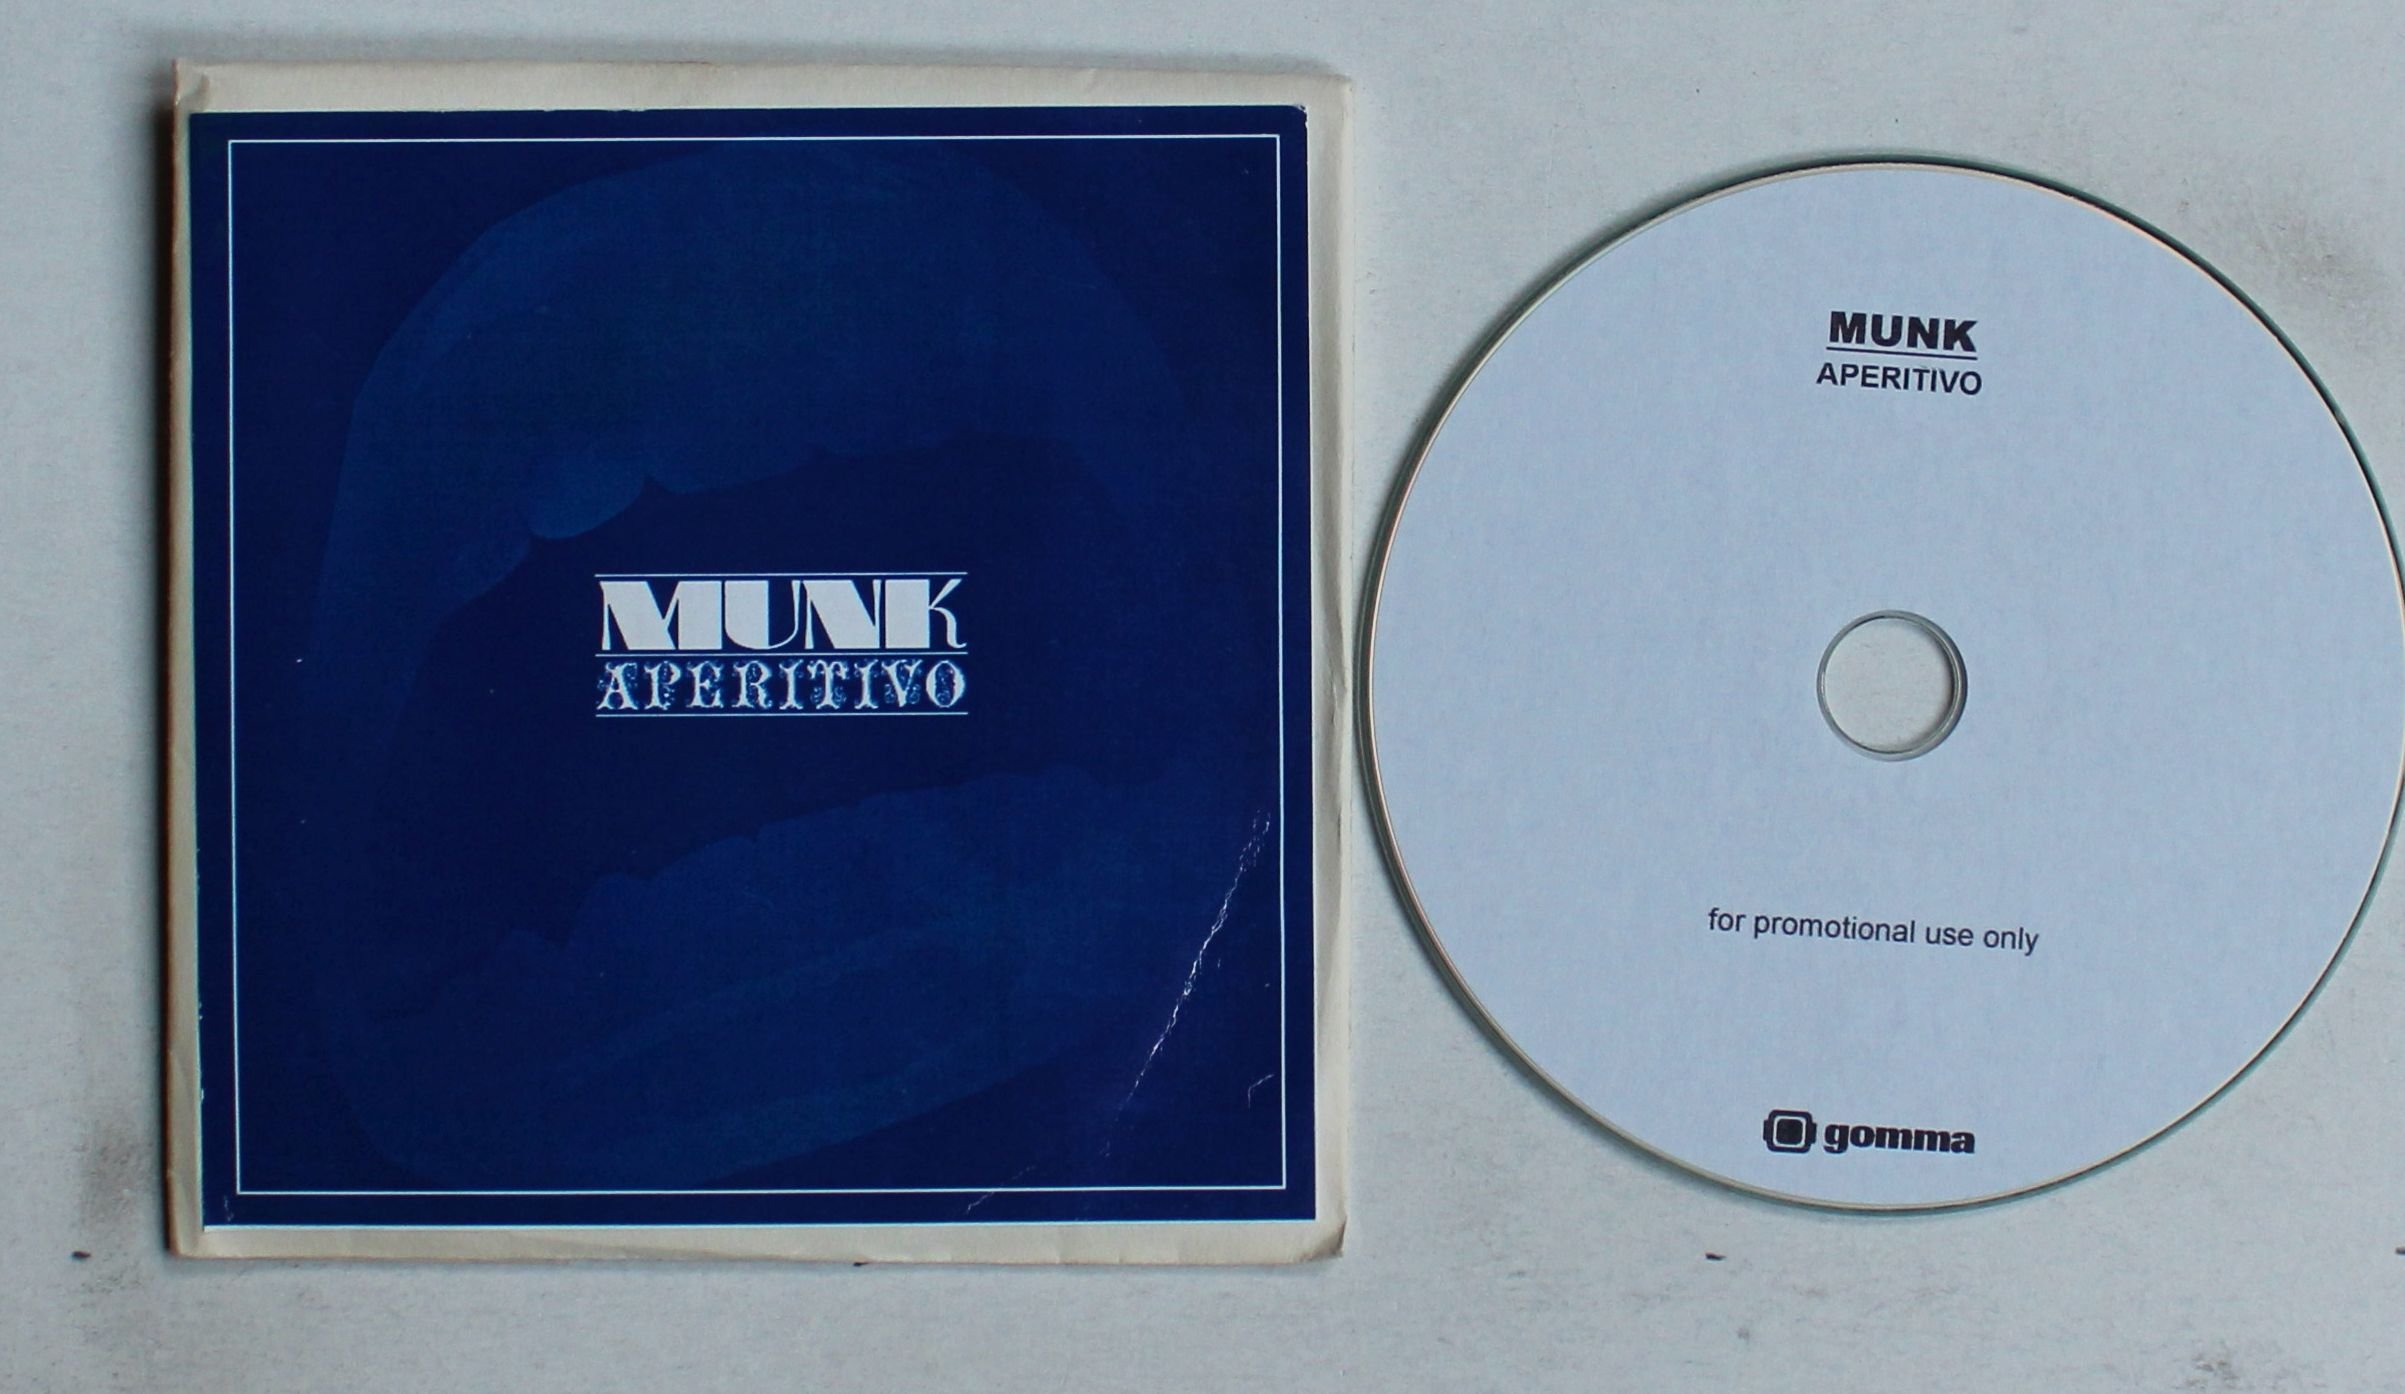 MUNK
APERITIVO
MUNK
APERITIVO
for promotional use only
gomma